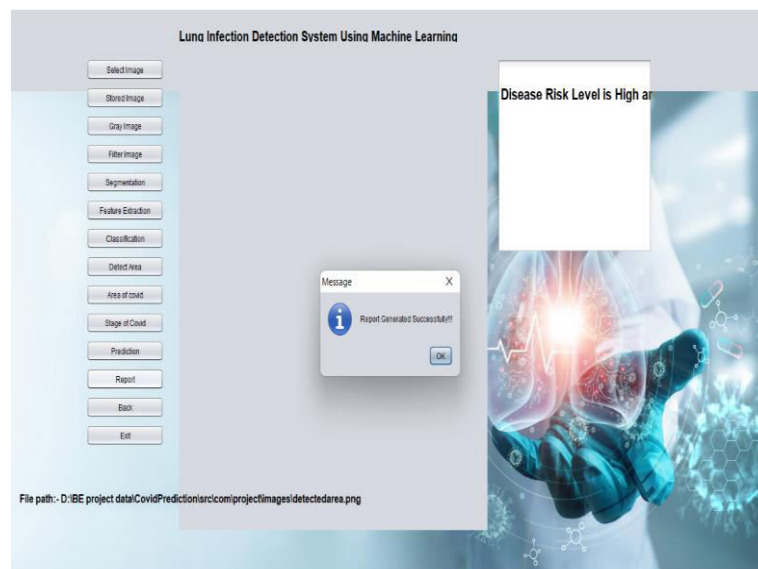 Lung Infection Detection System Using Machine Learning
Select Image
Stored Image
Gray Image
Filter Image
Segmentation
Feature Extraction
Classification
Detect Area
Area of covid
Stage of Covid
Prediction
Report
Back
Exit
Disease Risk Level is High ar
Message
X
i
Report Generated Successfully!!!
OK
File path:- D:\BE project data\CovidPrediction\src\com\project\images\detectedarea.png